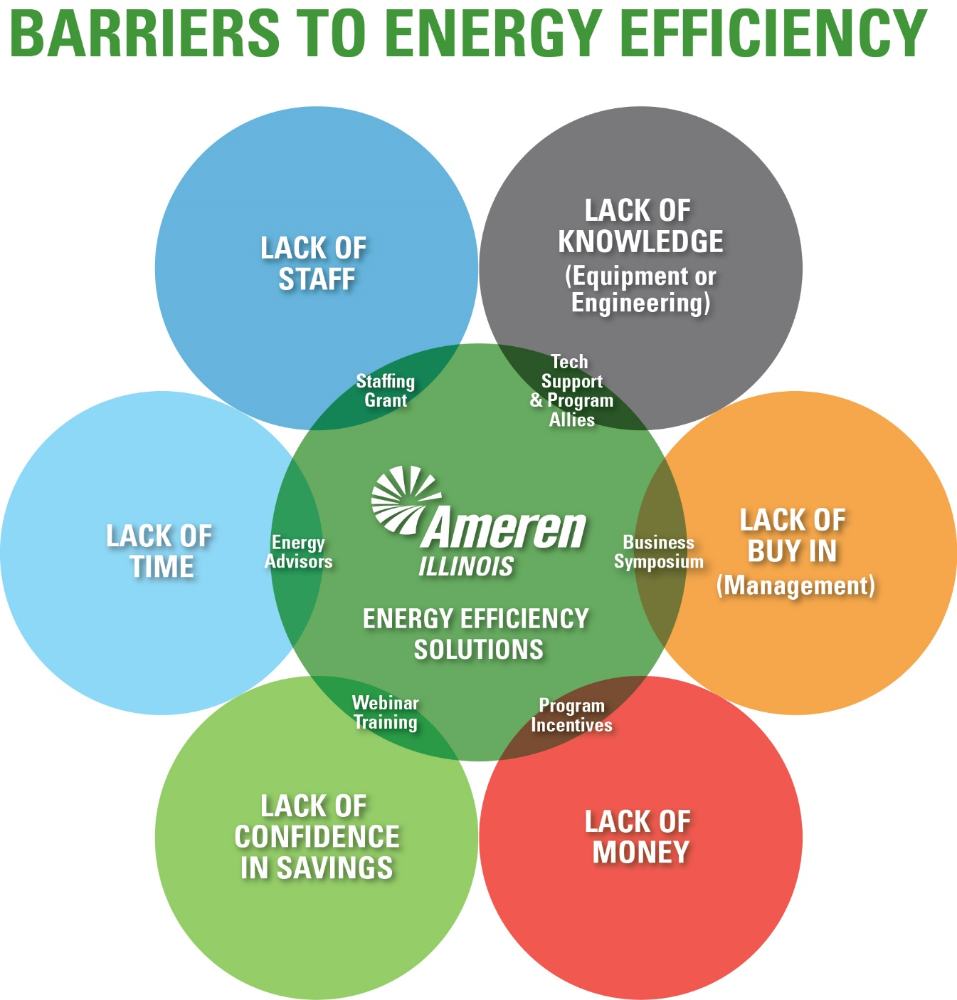 BARRIERS TO ENERGY EFFICIENCY
LACK OF
STAFF
LACK OF
KNOWLEDGE
(Equipment or
Engineering)
Staffing
Grant
Tech
Support
& Program
Allies
LACK OF
TIME
Energy
Advisors
Ameren
ILLINOIS
ENERGY EFFICIENCY
SOLUTIONS
Business
Symposium
LACK OF
BUY IN
(Management)
Webinar
Training
Program
Incentives
LACK OF
CONFIDENCE
IN SAVINGS
LACK OF
MONEY